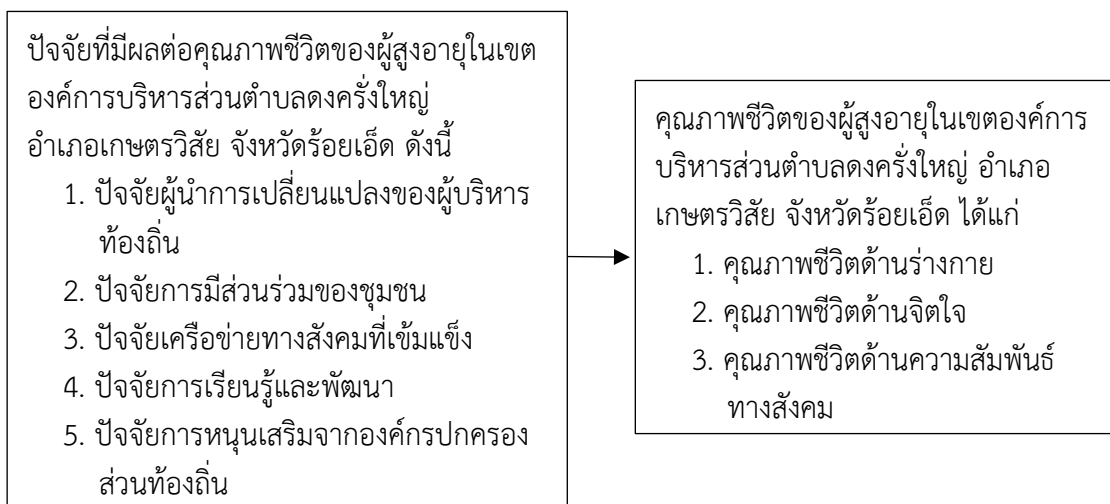 ปัจจัยที่มีผลต่อคุณภาพชีวิตของผู้สูงอายุในเขต
องค์การบริหารส่วนตำบลดงครั่งใหญ่
อำเภอเกษตรวิสัย จังหวัดร้อยเอ็ด ดังนี้
1. ปัจจัยผู้นำการเปลี่ยนแปลงของผู้บริหาร
ท้องถิ่น
2. ปัจจัยการมีส่วนร่วมของชุมชน
3. ปัจจัยเครือข่ายทางสังคมที่เข้มแข็ง
4. ปัจจัยการเรียนรู้และพัฒนา
5. ปัจจัยการหนุนเสริมจากองค์กรปกครอง
ส่วนท้องถิ่น
คุณภาพชีวิตของผู้สูงอายุในเขตองค์การ
บริหารส่วนตำบลดงครั่งใหญ่ อำเภอ
เกษตรวิสัย จังหวัดร้อยเอ็ด ได้แก่
1. คุณภาพชีวิตด้านร่างกาย
2. คุณภาพชีวิตด้านจิตใจ
3. คุณภาพชีวิตด้านความสัมพันธ์
ทางสังคม